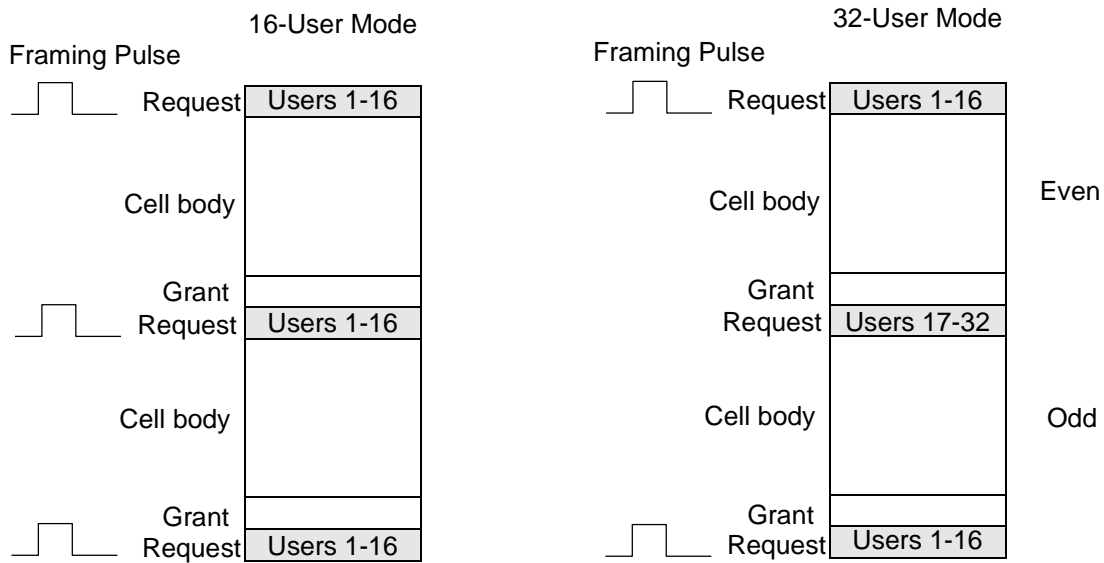 16-User Mode
Framing Pulse
Request Users 1-16
Cell body
Grant
Request Users 1-16
Cell body
Grant
Request Users 1-16
32-User Mode
Framing Pulse
Request Users 1-16
Cell body Even
Grant
Request Users 17-32
Cell body Odd
Grant
Request Users 1-16